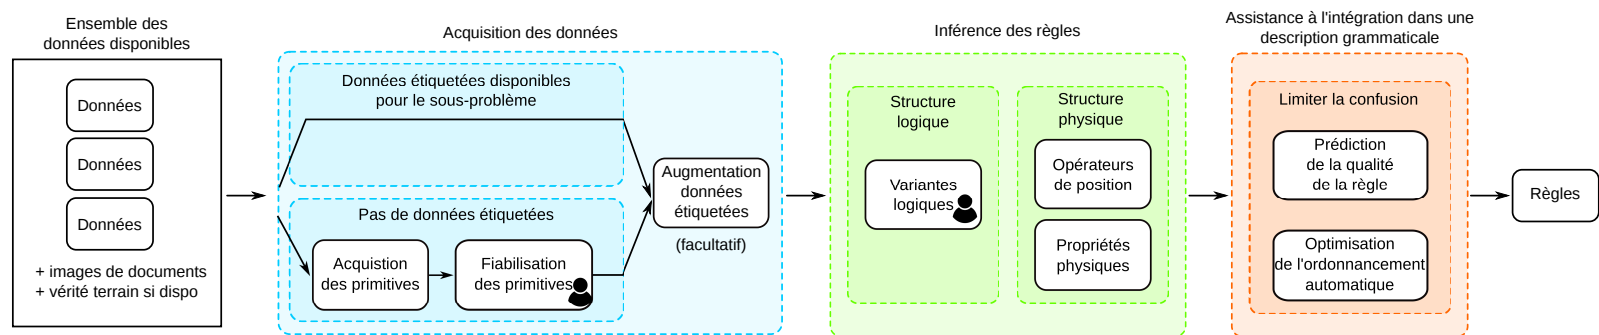 Ensemble des
données disponibles
Données
Données
Données
+ images de documents
+ vérité terrain si dispo
Acquisition des données
Données étiquetées disponibles
pour le sous-problème
Pas de données étiquetées
Acquistion
des primitives
Fiabilisation
des primitives
Augmentation
données
étiquetées
(facultatif)
Inférence des règles
Structure
logique
Variantes
logiques
Structure
physique
Opérateurs
de position
Propriétés
physiques
Assistance à l'intégration dans une
description grammaticale
Limiter la confusion
Prédiction
de la qualité
de la règle
Optimisation
de l'ordonnancement
automatique
Règles